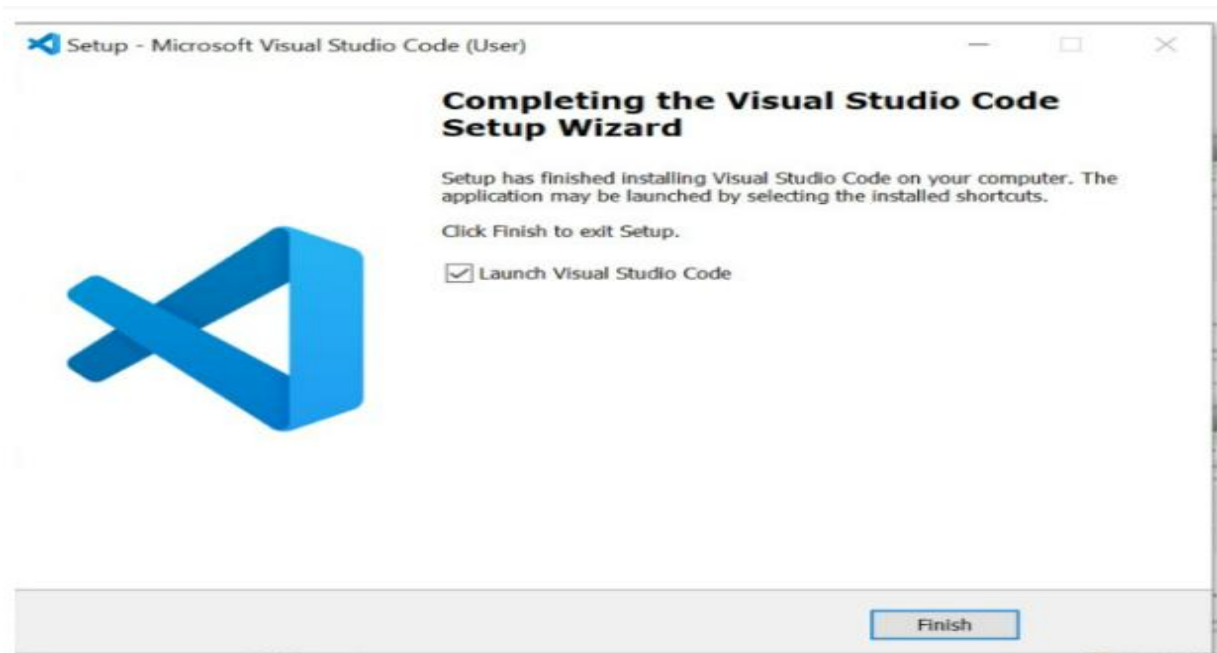 Setup - Microsoft Visual Studio Code (User)
Completing the Visual Studio Code
Setup Wizard
Setup has finished installing Visual Studio Code on your computer. The
application may be launched by selecting the installed shortcuts.
Click Finish to exit Setup.
Launch Visual Studio Code
Finish